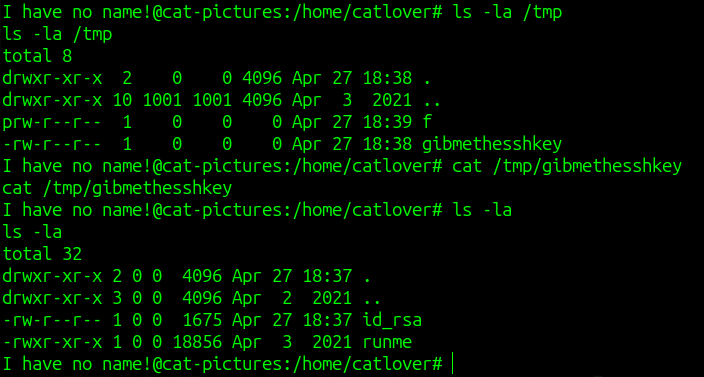 I have no name!@cat-pictures:/home/catlover# ls -la /tmp
ls -la /tmp
total 8
drwxr-xr-x  2    0    0 4096 Apr 27 18:38 .
drwxr-xr-x 10 1001 1001 4096 Apr  3  2021 ..
prw-r--r--  1    0    0    0 Apr 27 18:39 f
-rw-r--r--  1    0    0    0 Apr 27 18:38 gibmethesshkey
I have no name!@cat-pictures:/home/catlover# cat /tmp/gibmethesshkey
cat /tmp/gibmethesshkey
I have no name!@cat-pictures:/home/catlover# ls -la
ls -la
total 32
drwxr-xr-x 2 0 0  4096 Apr 27 18:37 .
drwxr-xr-x 3 0 0  4096 Apr  2  2021 ..
-rw-r--r-- 1 0 0  1675 Apr 27 18:37 id_rsa
-rwxr-xr-x 1 0 0 18856 Apr  3  2021 runme
I have no name!@cat-pictures:/home/catlover#